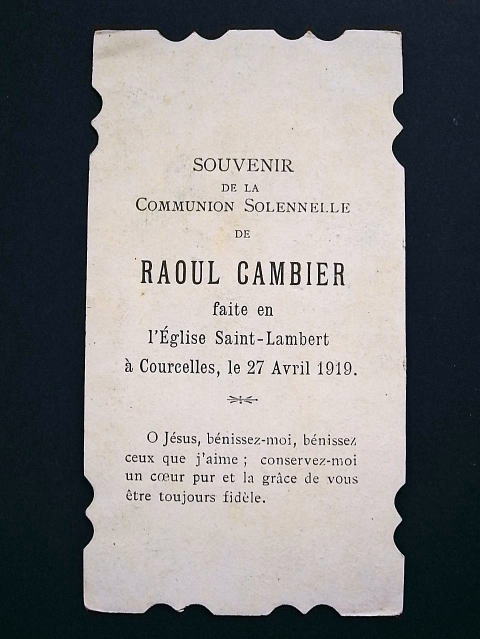 SOUVENIR
DE LA
COMMUNION SOLENNELLE
DE
RAOUL CAMBIER
faite en
l'Église Saint-Lambert
à Courcelles, le 27 Avril 1919.
O Jésus, bénissez-moi, bénissez
ceux que j'aime ; conservez-moi
un cœur pur et la grâce de vous
être toujours fidèle.